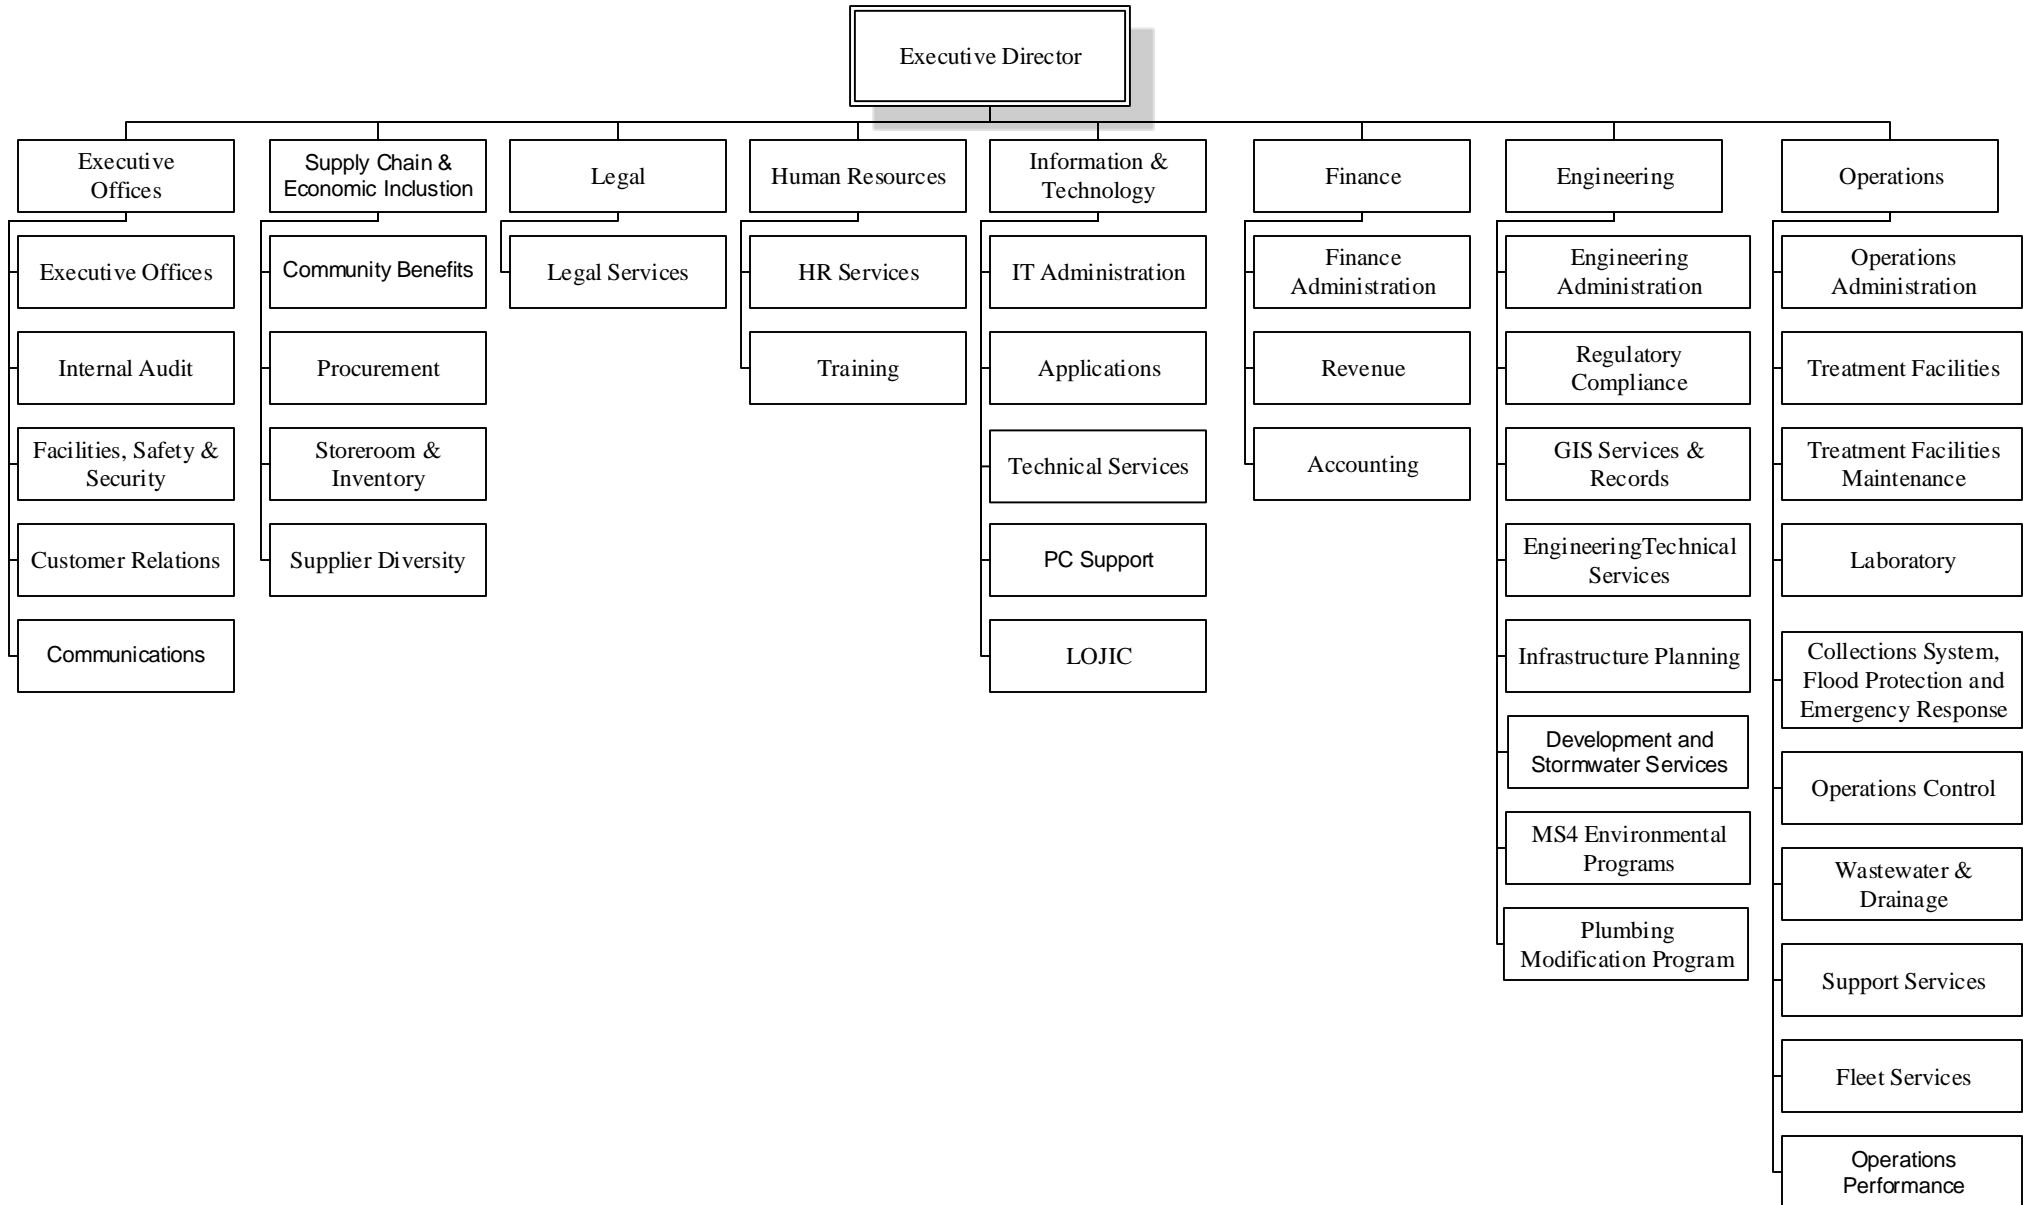 Executive Director
Executive
Offices
Supply Chain &
Economic Inclustion
Legal
Human Resources
Information &
Technology
Finance
Engineering
Operations
Executive Offices
Internal Audit
Facilities, Safety &
Security
Customer Relations
Communications
Community Benefits
Procurement
Storeroom &
Inventory
Supplier Diversity
Legal Services
HR Services
Training
IT Administration
Applications
Technical Services
PC Support
LOJIC
Finance
Administration
Revenue
Accounting
Engineering
Administration
Regulatory
Compliance
GIS Services &
Records
EngineeringTechnical
Services
Infrastructure Planning
Development and
Stormwater Services
MS4 Environmental
Programs
Plumbing
Modification Program
Operations
Administration
Treatment Facilities
Treatment Facilities
Maintenance
Laboratory
Collections System,
Flood Protection and
Emergency Response
Operations Control
Wastewater &
Drainage
Support Services
Fleet Services
Operations
Performance